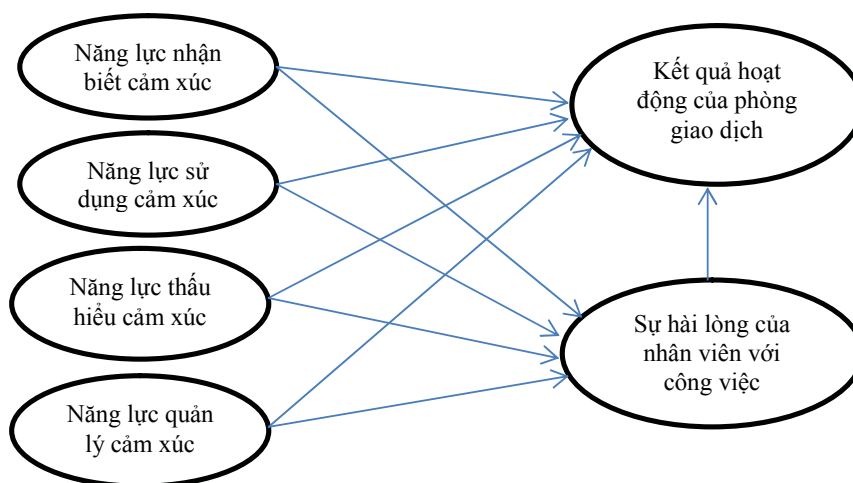 Năng lực nhận
biết cảm xúc
Năng lực sử
dụng cảm xúc
Năng lực thấu
hiểu cảm xúc
Năng lực quản
lý cảm xúc
Kết quả hoạt
động của phòng
giao dịch
Sự hài lòng của
nhân viên với
công việc